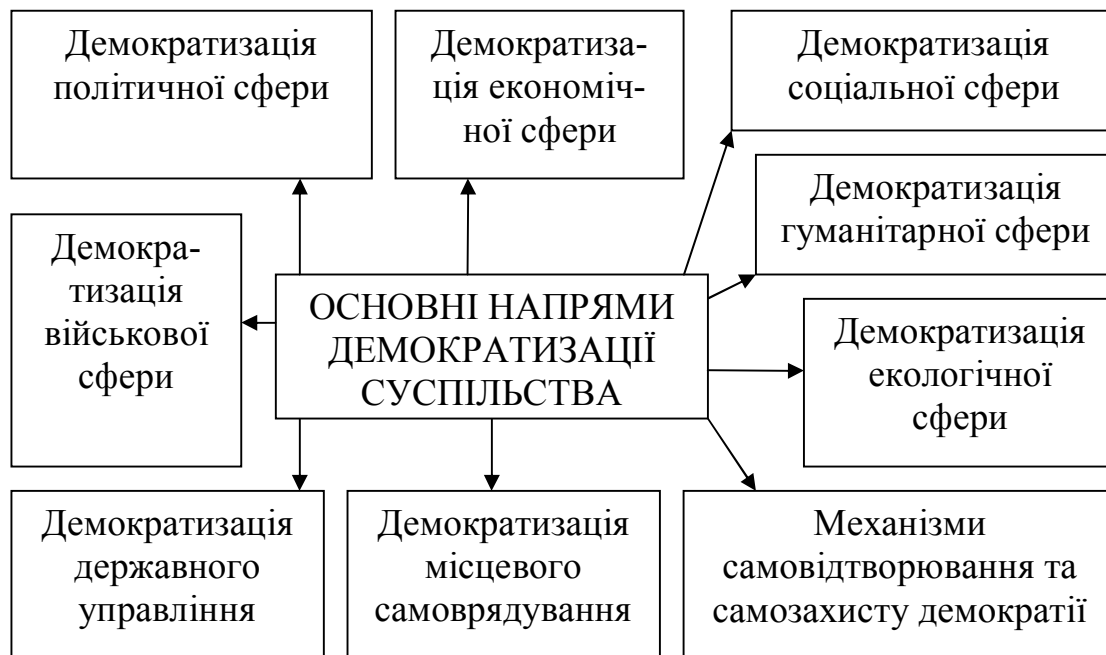 Демократизація
політичної сфери
Демократиза-
ція економіч-
ної сфери
Демократизація
соціальної сфери
Демократизація
гуманітарної сфери
Демокра-
тизація
військової
сфери
ОСНОВНІ НАПРЯМИ
ДЕМОКРАТИЗАЦІЇ
СУСПІЛЬСТВА
Демократизація
екологічної
сфери
Демократизація
державного
управління
Демократизація
місцевого
самоврядування
Механізми
самовідтворювання та
самозахисту демократії